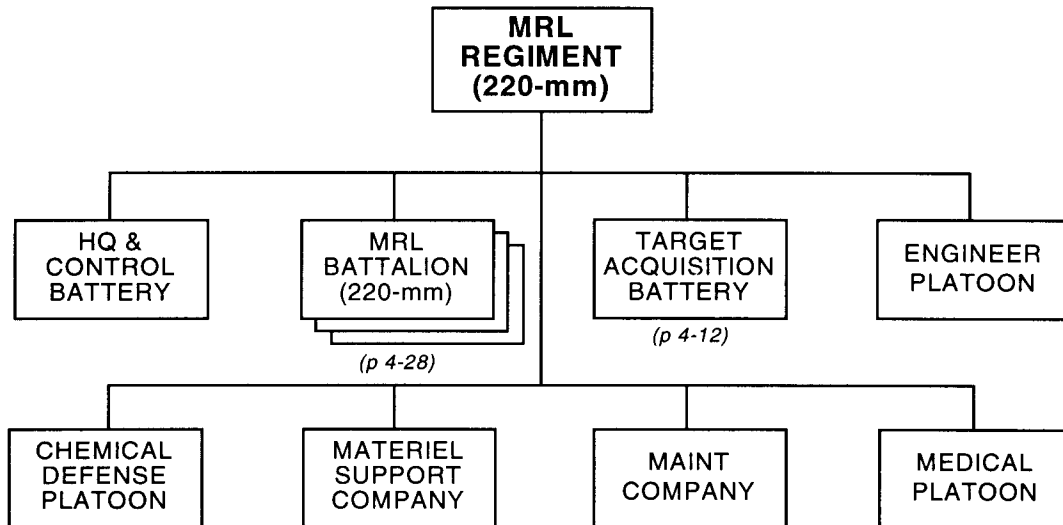 MRL
REGIMENT
(220-mm)
HQ &
CONTROL
BATTERY
MRL
BATTALION
(220-mm)
(p 4-28)
TARGET
ACQUISITION
BATTERY
(p 4-12)
ENGINEER
PLATOON
CHEMICAL
DEFENSE
PLATOON
MATERIEL
SUPPORT
COMPANY
MAINT
COMPANY
MEDICAL
PLATOON